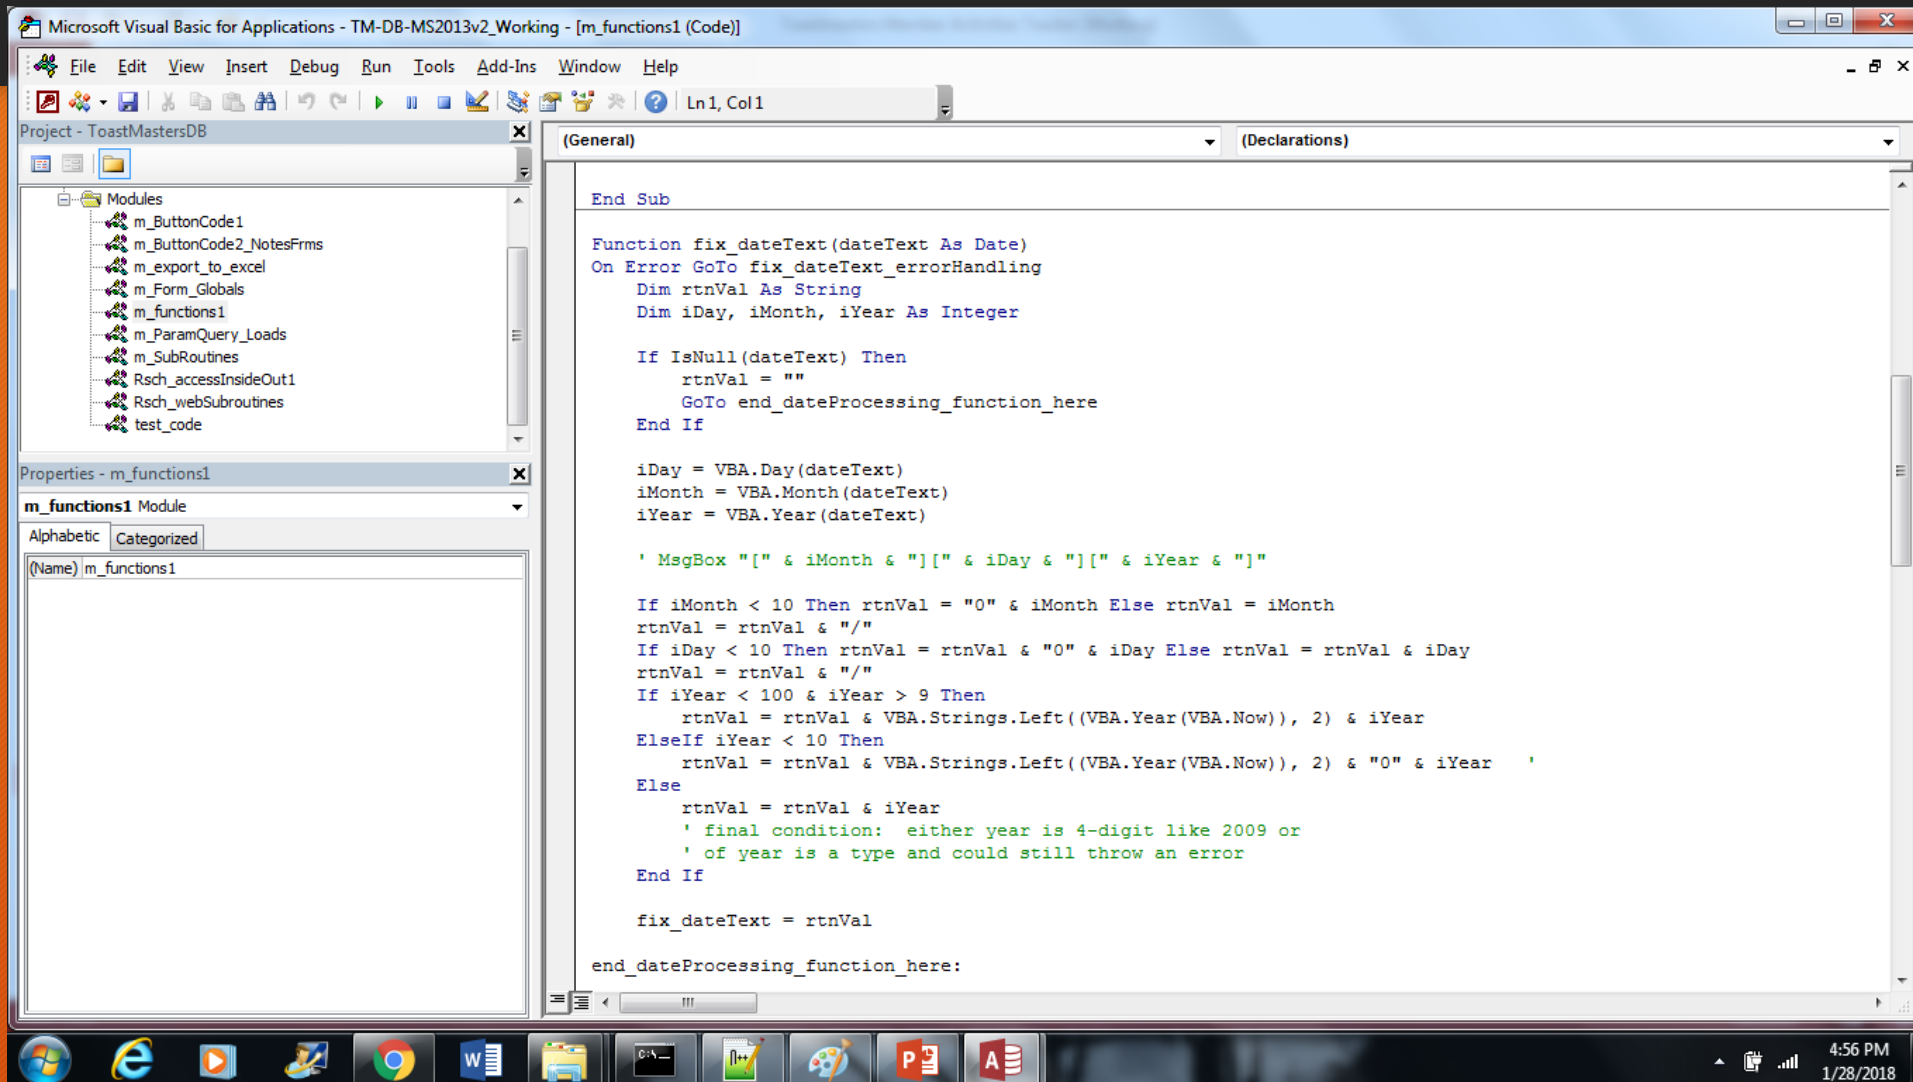 Microsoft Visual Basic for Applications - TM-DB-MS2013v2_Working - [m_functions1 (Code)]
File Edit View Insert Debug Run Tools Add-Ins Window Help
Ln 1, Col 1
Project - ToastMastersDB
Modules
m_ButtonCode1
m_ButtonCode2_NotesFrms
m_export_to_excel
m_Form_Globals
m_functions1
m_ParamQuery_Loads
m_SubRoutines
Rsch_accessInsideOut1
Rsch_webSubroutines
test_code
Properties - m_functions1
m_functions1 Module
Alphabetic Categorized
(Name) m_functions1
(General) (Declarations)
End Sub
Function fix_dateText(dateText As Date)
On Error GoTo fix_dateText_errorHandling
    Dim rtnVal As String
    Dim iDay, iMonth, iYear As Integer
    If IsNull(dateText) Then
        rtnVal = ""
        GoTo end_dateProcessing_function_here
    End If
    iDay = VBA.Day(dateText)
    iMonth = VBA.Month(dateText)
    iYear = VBA.Year(dateText)
    ' MsgBox "[" & iMonth & "][" & iDay & "][" & iYear & "]"
    If iMonth < 10 Then rtnVal = "0" & iMonth Else rtnVal = iMonth
    rtnVal = rtnVal & "/"
    If iDay < 10 Then rtnVal = rtnVal & "0" & iDay Else rtnVal = rtnVal & iDay
    rtnVal = rtnVal & "/"
    If iYear < 100 & iYear > 9 Then
        rtnVal = rtnVal & VBA.Strings.Left((VBA.Year(VBA.Now)), 2) & iYear
    ElseIf iYear < 10 Then
        rtnVal = rtnVal & VBA.Strings.Left((VBA.Year(VBA.Now)), 2) & "0" & iYear   '
    Else
        rtnVal = rtnVal & iYear
        ' final condition:  either year is 4-digit like 2009 or
        ' of year is a type and could still throw an error
    End If
    fix_dateText = rtnVal
end_dateProcessing_function_here:
4:56 PM
1/28/2018